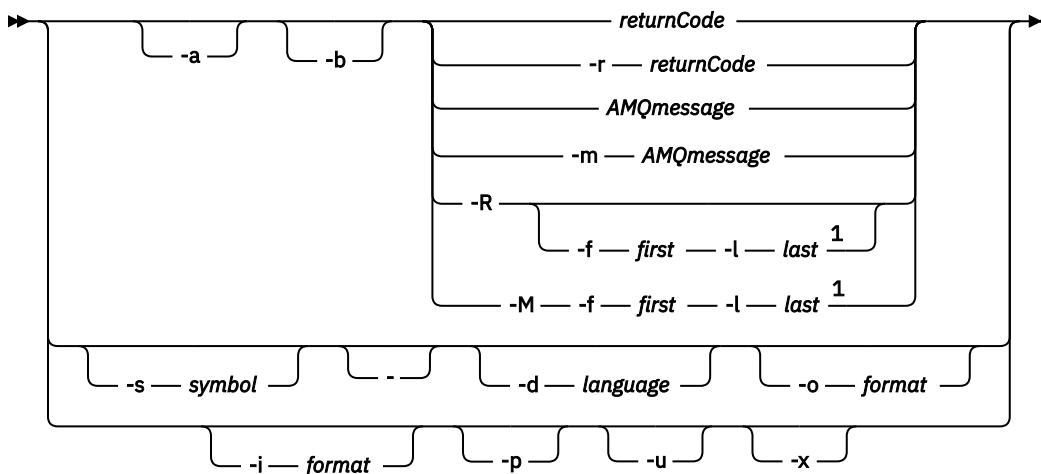 returnCode
-a -b
-r returnCode
AMQmessage
-m AMQmessage
-R
-f first -l last 1
-M -f first -l last 1
-s symbol - -d language -o format
-i format -p -u -x